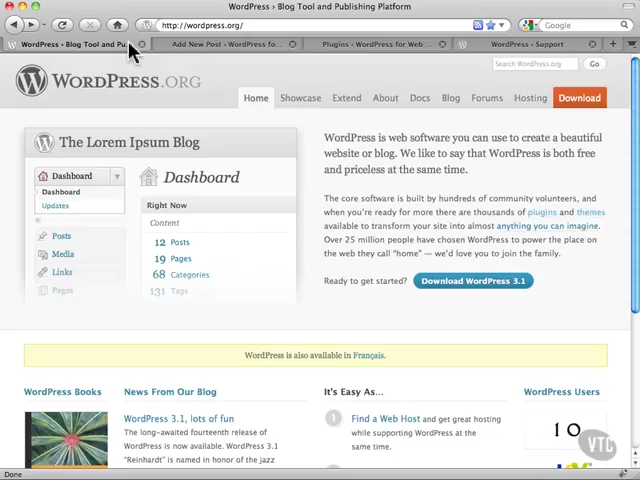 WordPress › Blog Tool and Publishing Platform
http://wordpress.org/
Google
WordPress › Blog Tool and Pu...
Add New Post ‹ WordPress fo...
Plugins ‹ WordPress for Web ...
WordPress › Support
WORDPRESS.ORG
Search WordPress.org
Go
Home
Showcase
Extend
About
Docs
Blog
Forums
Hosting
Download
The Lorem Ipsum Blog
Dashboard
Dashboard
Updates
Posts
Media
Links
Pages
Dashboard
Right Now
Content
12 Posts
19 Pages
68 Categories
131 Tags
WordPress is web software you can use to create a beautiful
website or blog. We like to say that WordPress is both free
and priceless at the same time.
The core software is built by hundreds of community volunteers, and
when you're ready for more there are thousands of plugins and themes
available to transform your site into almost anything you can imagine.
Over 25 million people have chosen WordPress to power the place on
the web they call “home” — we'd love you to join the family.
Ready to get started? Download WordPress 3.1
WordPress is also available in Français.
WordPress Books
News From Our Blog
WordPress 3.1, lots of fun
The long-awaited fourteenth release of
WordPress is now available. WordPress 3.1
"Reinhardt" is named in honor of the jazz
It's Easy As...
1
Find a Web Host and get great hosting
while supporting WordPress at the
same time.
WordPress Users
10
VTC
Done